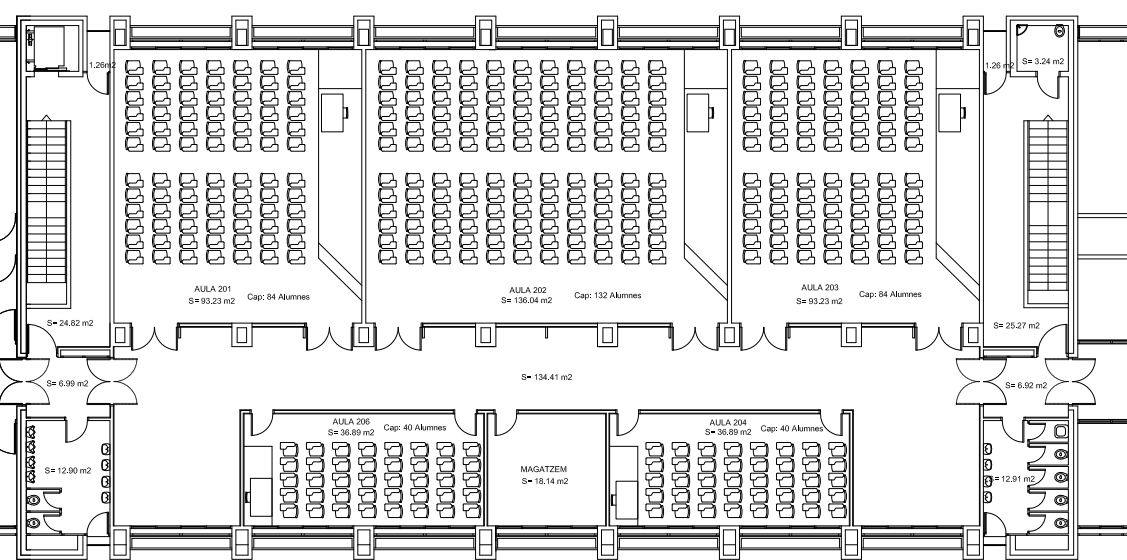 1.26m2
1.26 m2
S= 3.24 m2
AULA 201
S= 93.23 m2
Cap: 84 Alumnes
AULA 202
S= 136.04 m2
Cap: 132 Alumnes
AULA 203
S= 93.23 m2
Cap: 84 Alumnes
S= 24.82 m2
S= 25.27 m2
S= 134.41 m2
S= 6.99 m2
S= 6.92 m2
AULA 206
S= 36.89 m2
Cap: 40 Alumnes
AULA 204
S= 36.89 m2
Cap: 40 Alumnes
MAGATZEM
S= 18.14 m2
S= 12.90 m2
S= 12.91 m2